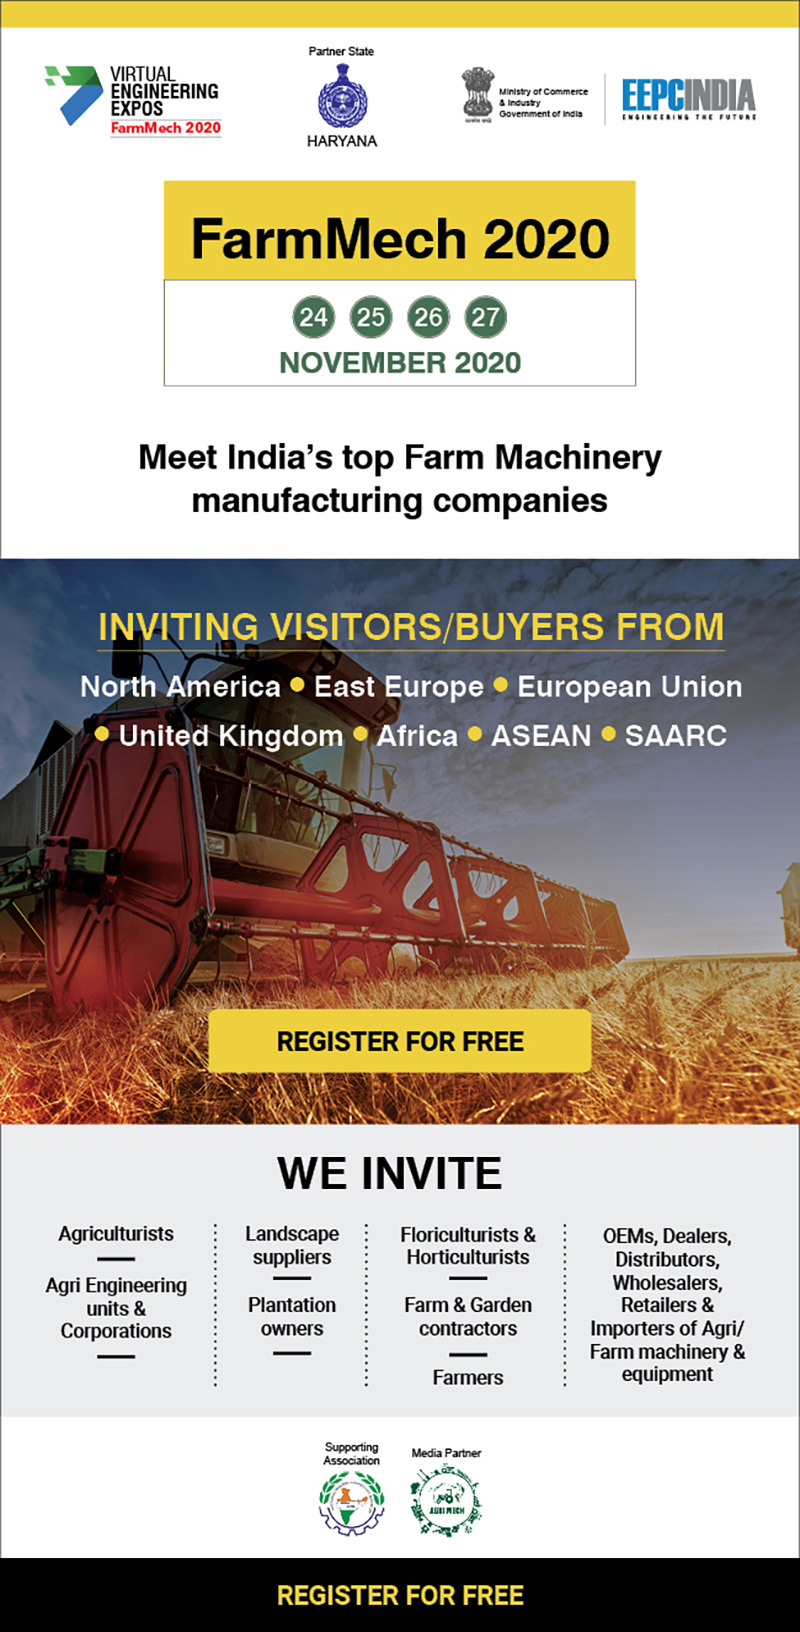 VIRTUAL
ENGINEERING
EXPOS
FarmMech 2020
Partner State
HARYANA
Ministry of Commerce
& Industry
Government of India
EEPCINDIA
ENGINEERING THE FUTURE
FarmMech 2020
24 25 26 27
NOVEMBER 2020
Meet India's top Farm Machinery
manufacturing companies
INVITING VISITORS/BUYERS FROM
North America • East Europe • European Union
• United Kingdom • Africa • ASEAN • SAARC
REGISTER FOR FREE
WE INVITE
Agriculturists
Agri Engineering
units &
Corporations
Landscape
suppliers
Plantation
owners
Floriculturists &
Horticulturists
Farm & Garden
contractors
Farmers
OEMs, Dealers,
Distributors,
Wholesalers,
Retailers &
Importers of Agri/
Farm machinery &
equipment
Supporting
Association
Media Partner
AGRI MECH
REGISTER FOR FREE